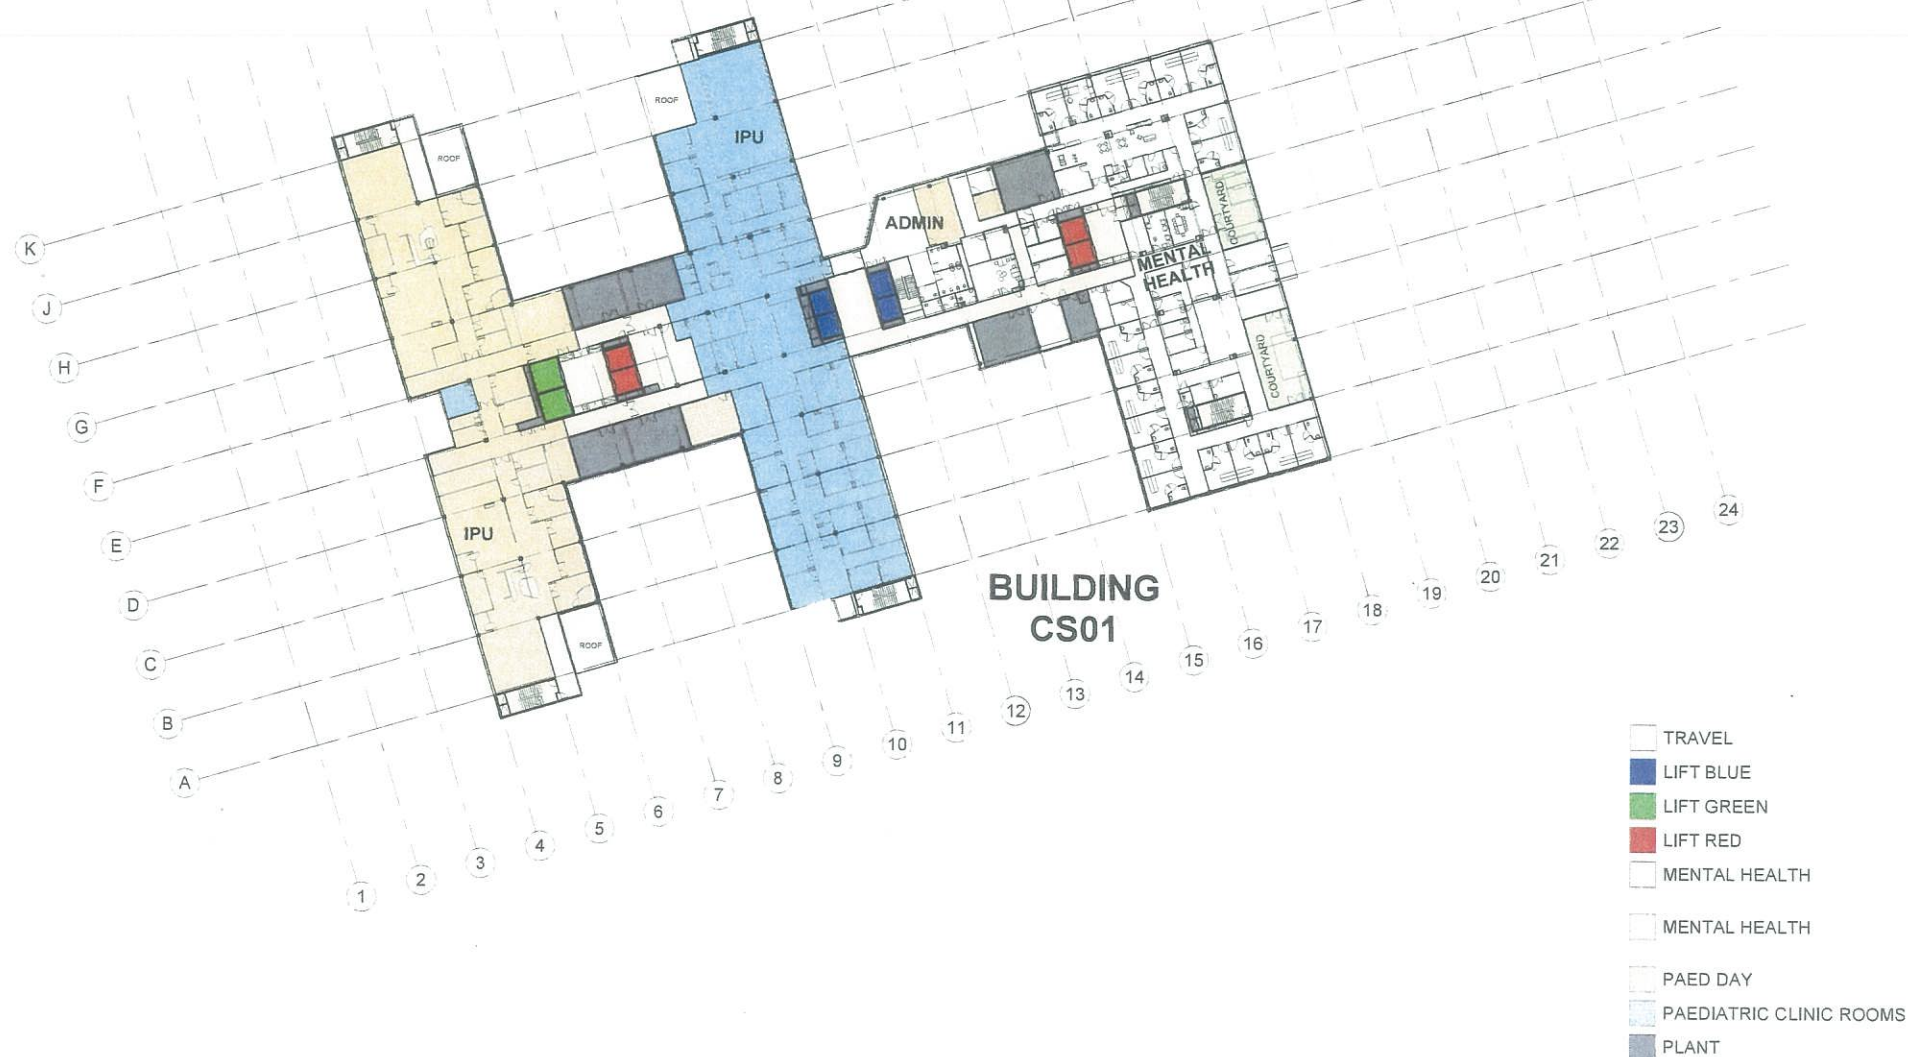 ROOF
IPU
ROOF
ADMIN
COURTYARD
MENTAL
HEALTH
COURTYARD
IPU
ROOF
K
J
H
G
F
E
D
C
B
A
BUILDING
CS01
1
2
3
4
5
6
7
8
9
10
11
12
13
14
15
16
17
18
19
20
21
22
23
24
TRAVEL
LIFT BLUE
LIFT GREEN
LIFT RED
MENTAL HEALTH
MENTAL HEALTH
PAED DAY
PAEDIATRIC CLINIC ROOMS
PLANT